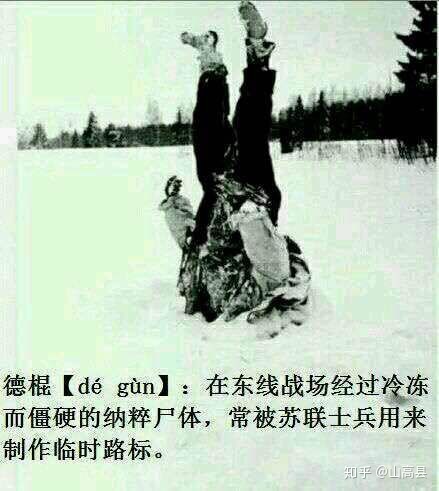 德棍【dé gùn】：在东线战场经过冷冻
而僵硬的纳粹尸体，常被苏联士兵用来
制作临时路标。
知乎 @山高县